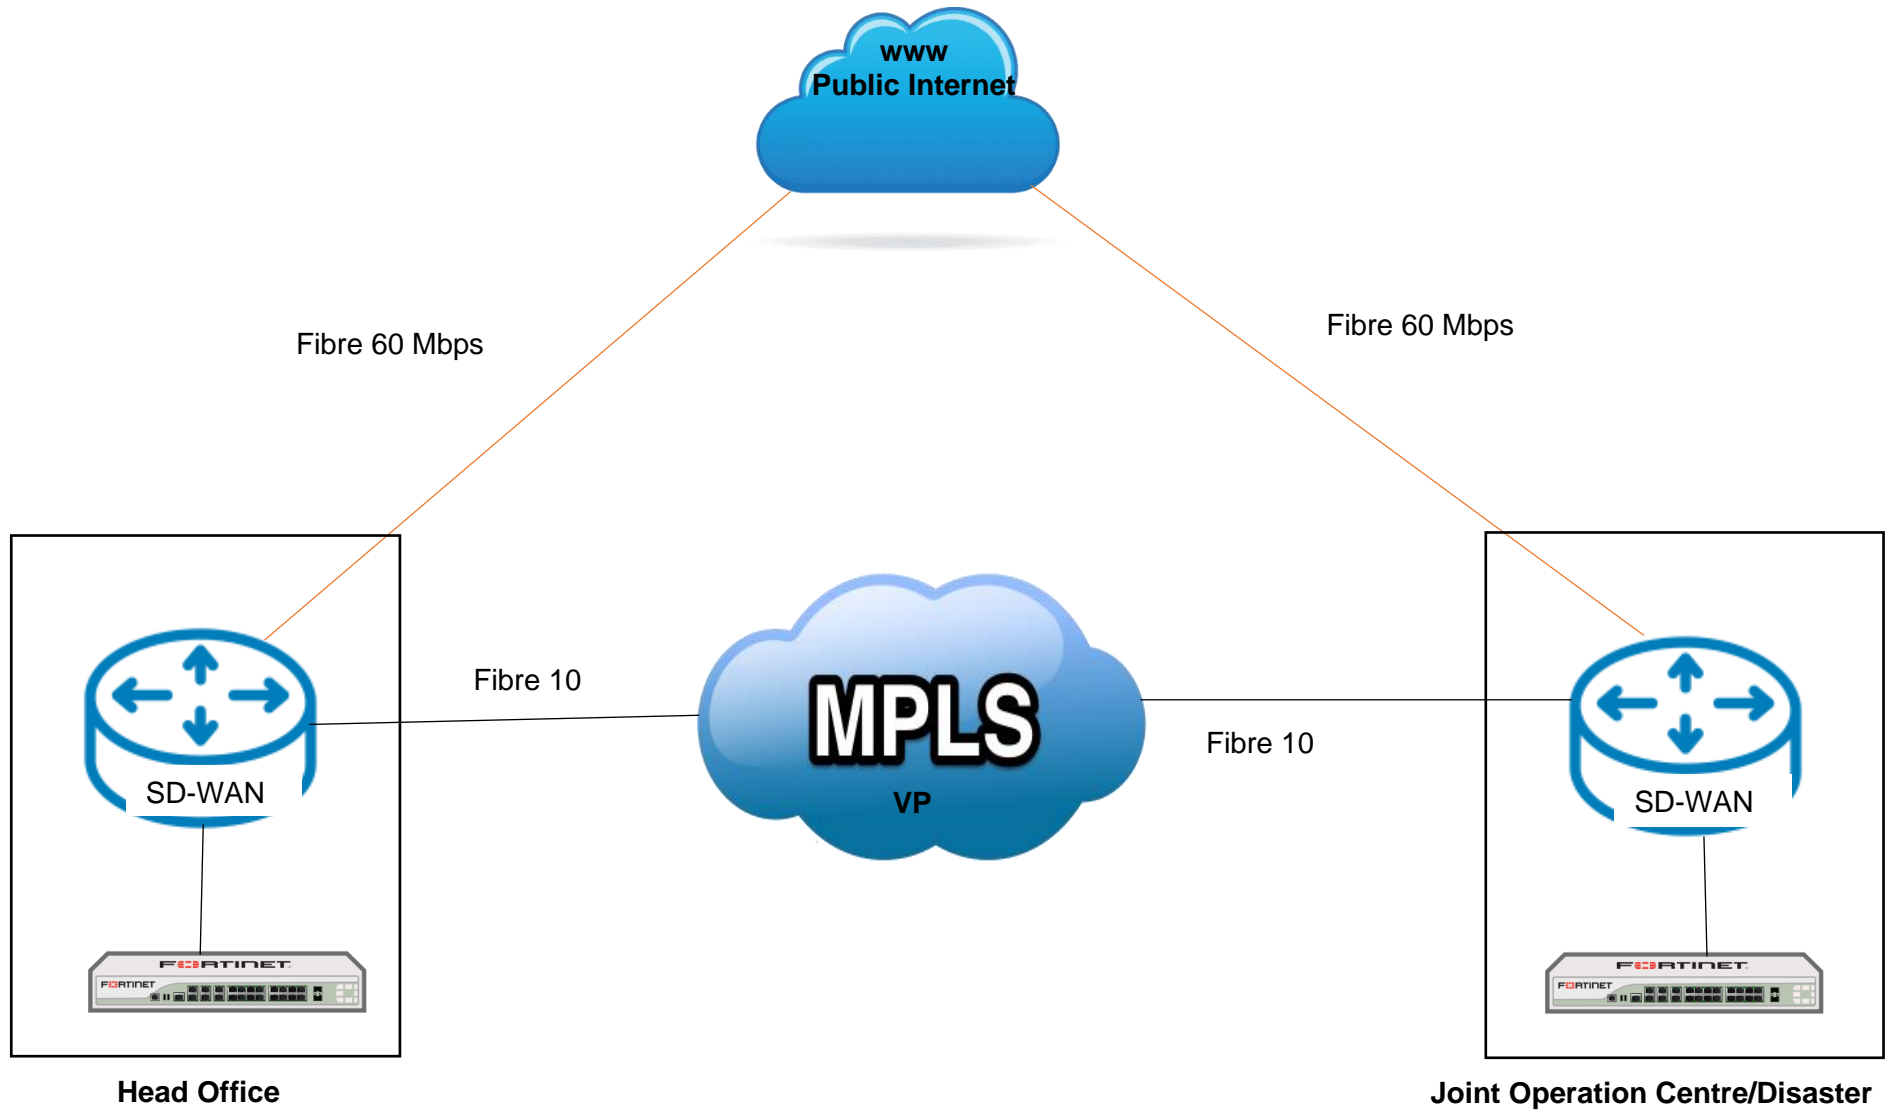 www
Public Internet
Fibre 60 Mbps
Fibre 60 Mbps
Fibre 10
MPLS
VP
Fibre 10
SD-WAN
SD-WAN
FORTINET
FORTINET
FORTINET
FORTINET
Head Office
Joint Operation Centre/Disaster